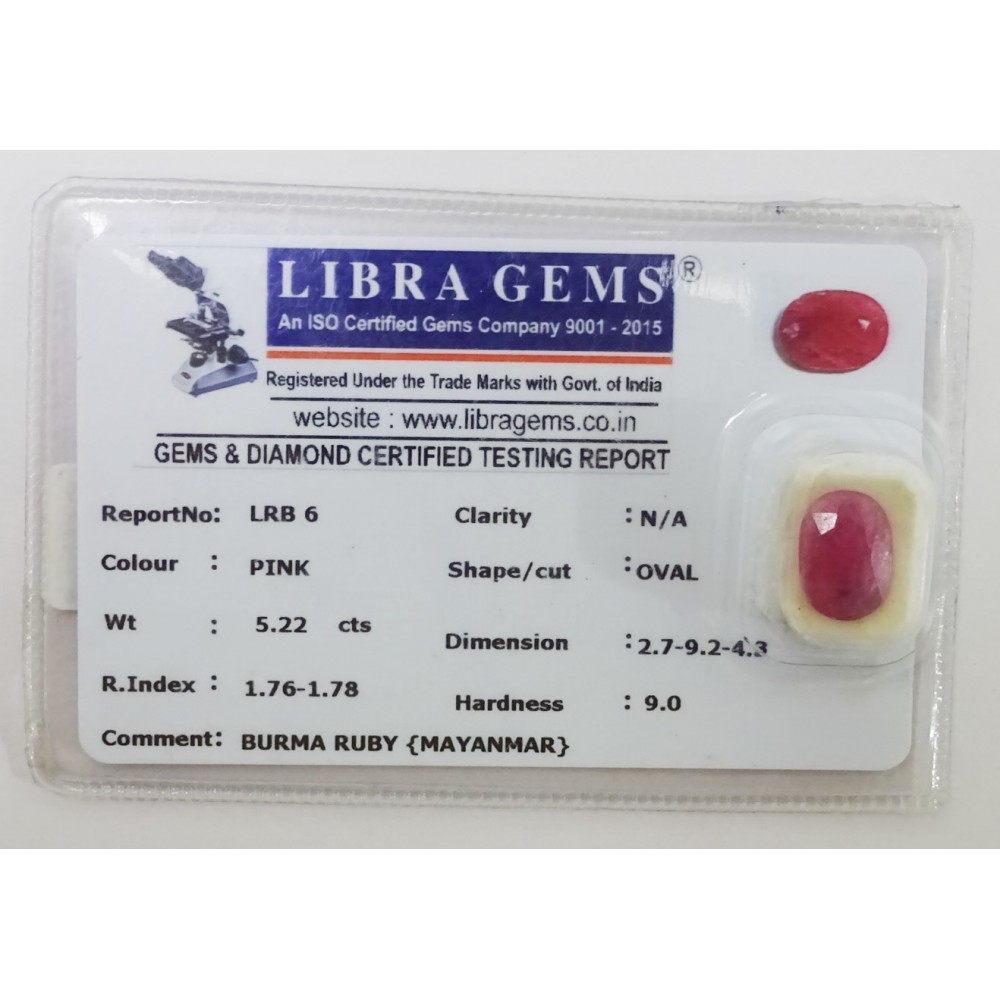 LIBRA GEMS®
An ISO Certified Gems Company 9001 - 2015
Registered Under the Trade Marks with Govt. of India
website : www.libragems.co.in
GEMS & DIAMOND CERTIFIED TESTING REPORT
ReportNo: LRB 6 Clarity : N/A
Colour : PINK Shape/cut : OVAL
Wt : 5.22 cts Dimension : 2.7-9.2-4.3
R.Index : 1.76-1.78 Hardness : 9.0
Comment: BURMA RUBY {MAYANMAR}